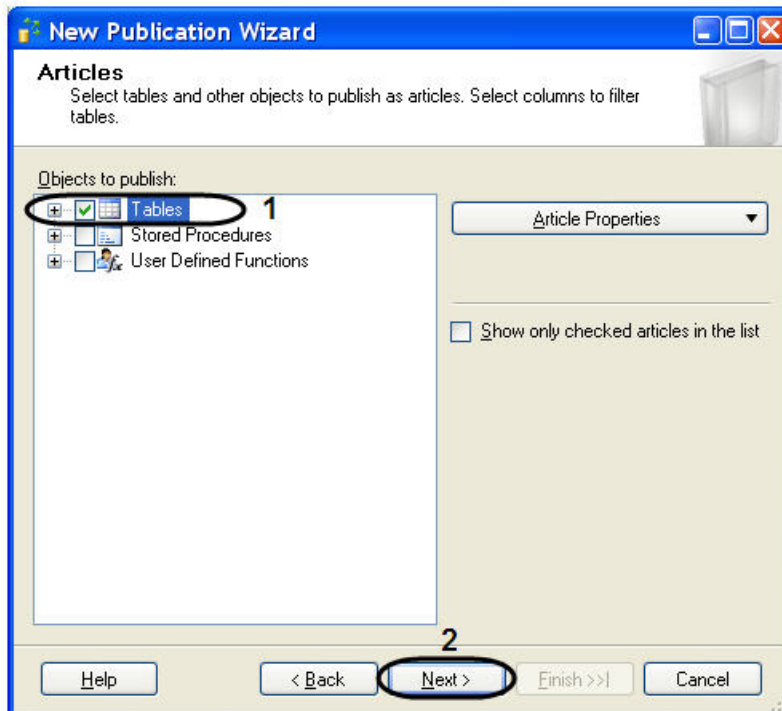 New Publication Wizard
Articles
Select tables and other objects to publish as articles. Select columns to filter
tables.
Objects to publish:
Tables 1
Stored Procedures
User Defined Functions
Article Properties
Show only checked articles in the list
2
Help
< Back
Next >
Finish >>|
Cancel